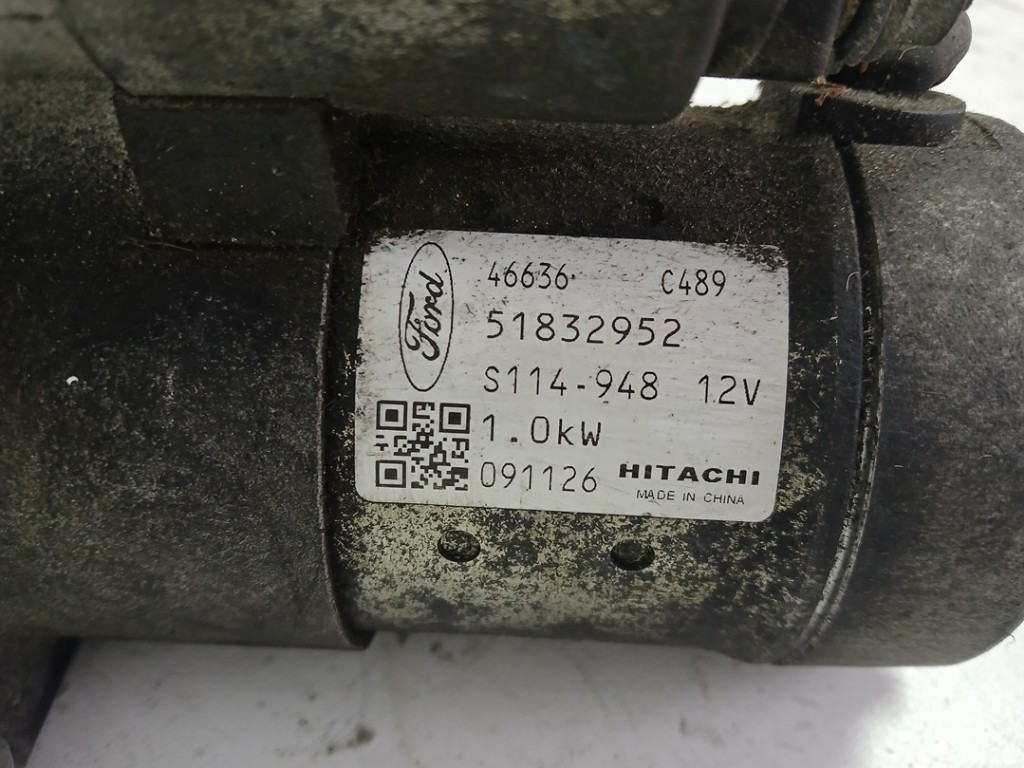 Ford
46636 C489
51832952
S114-948 12V
1.0kW
091126 HITACHI
MADE IN CHINA